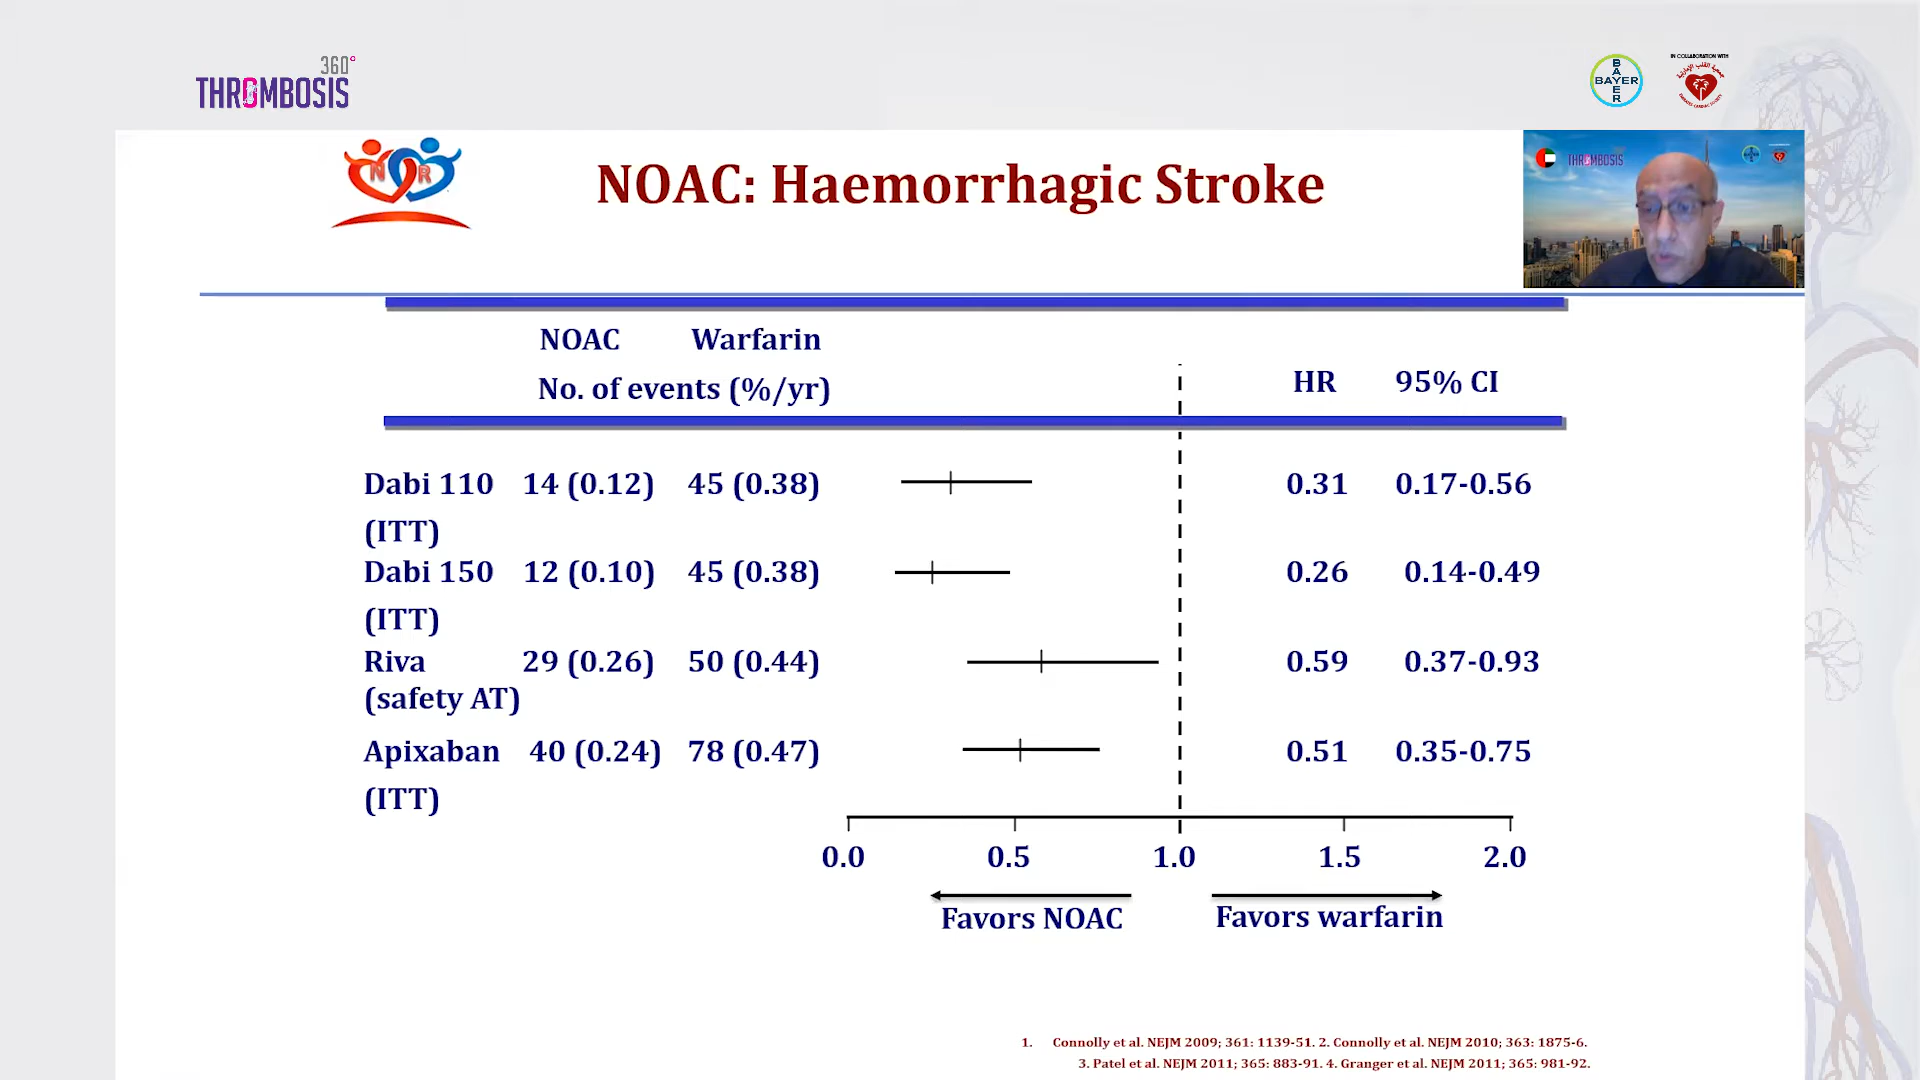 360°
THROMBOSIS
BAYER
BAYER
IN COLLABORATION WITH
N R
NOAC: Haemorrhagic Stroke
THROMBOSIS
NOAC Warfarin
No. of events (%/yr)
HR 95% CI
Dabi 110 14 (0.12) 45 (0.38) 0.31 0.17-0.56
(ITT)
Dabi 150 12 (0.10) 45 (0.38) 0.26 0.14-0.49
(ITT)
Riva 29 (0.26) 50 (0.44) 0.59 0.37-0.93
(safety AT)
Apixaban 40 (0.24) 78 (0.47) 0.51 0.35-0.75
(ITT)
0.0 0.5 1.0 1.5 2.0
Favors NOAC Favors warfarin
1. Connolly et al. NEJM 2009; 361: 1139-51. 2. Connolly et al. NEJM 2010; 363: 1875-6.
3. Patel et al. NEJM 2011; 365: 883-91. 4. Granger et al. NEJM 2011; 365: 981-92.